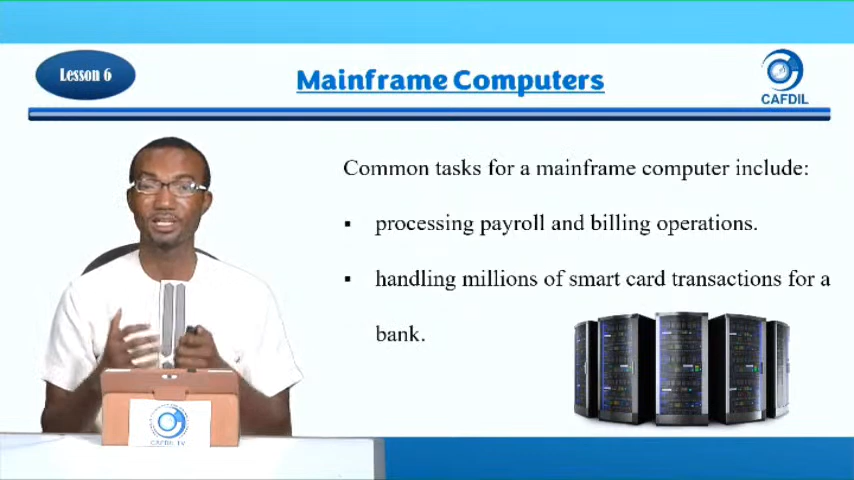 Lesson 6
Mainframe Computers
CAFDIL
Common tasks for a mainframe computer include:
▪ processing payroll and billing operations.
▪ handling millions of smart card transactions for a
bank.
CAFDIL TV